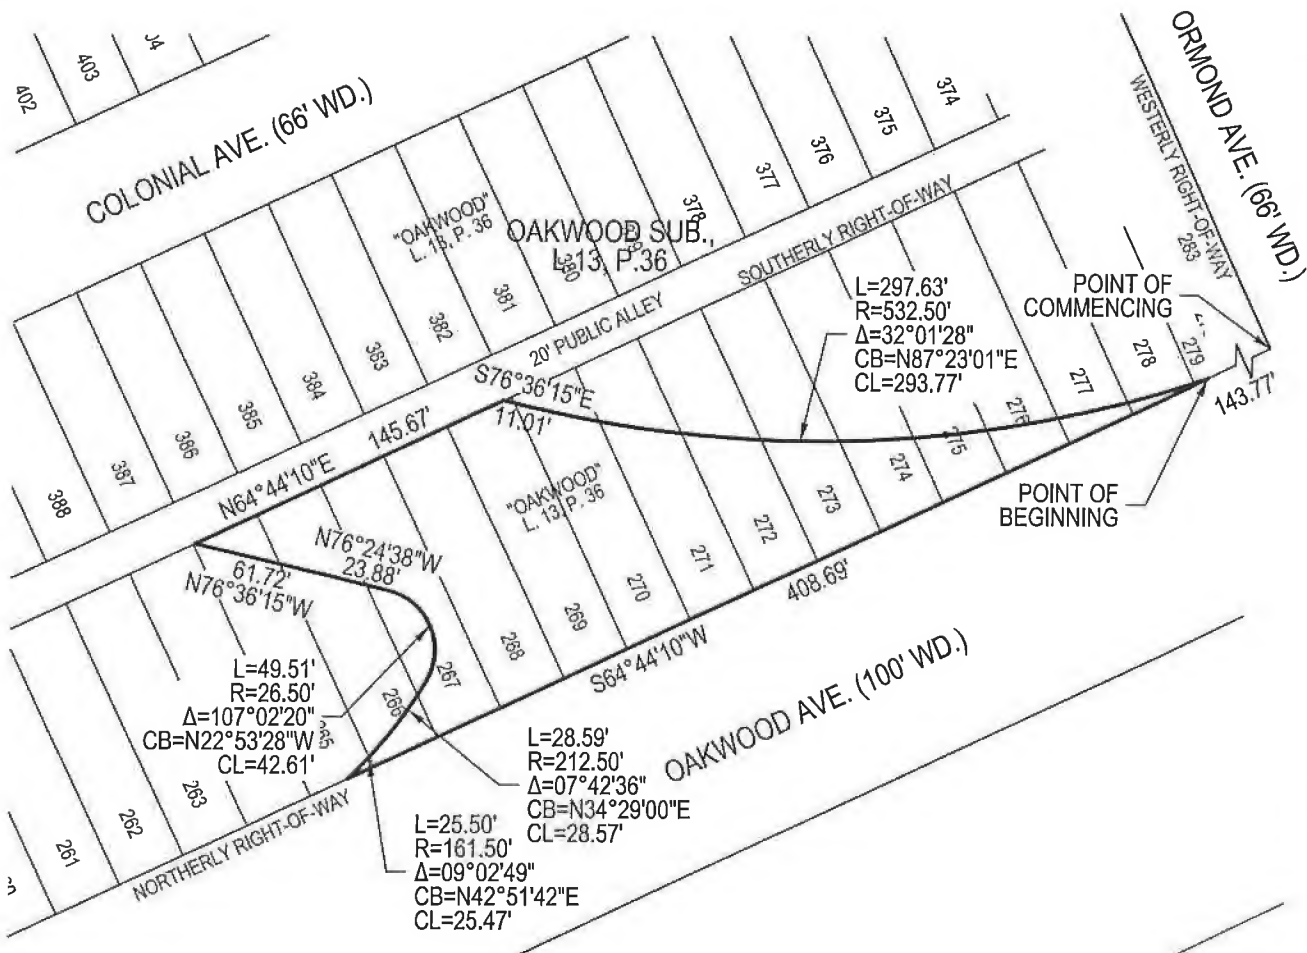 402
403
COLONIAL AVE. (66' WD.)
ORMOND AVE. (66' WD.)
WESTERLY RIGHT-OF-WAY
283
374
375
376
377
378
380
381
382
383
384
385
386
387
388
"OAKWOOD"
L. 13, P. 36
OAKWOOD SUB.,
L.13, P.36
20' PUBLIC ALLEY
SOUTHERLY RIGHT-OF-WAY
L=297.63'
R=532.50'
Δ=32°01'28"
CB=N87°23'01"E
CL=293.77'
POINT OF
COMMENCING
143.77'
POINT OF
BEGINNING
279
278
277
276
275
274
273
272
271
270
269
268
267
266
S76°36'15"E
11.01'
145.67'
N64°44'10"E
"OAKWOOD"
L. 13, P. 36
N76°24'38"W
23.88'
61.72'
N76°36'15"W
408.69'
S64°44'10"W
OAKWOOD AVE. (100' WD.)
L=49.51'
R=26.50'
Δ=107°02'20"
CB=N22°53'28"W
CL=42.61'
L=28.59'
R=212.50'
Δ=07°42'36"
CB=N34°29'00"E
CL=28.57'
L=25.50'
R=161.50'
Δ=09°02'49"
CB=N42°51'42"E
CL=25.47'
263
262
261
NORTHERLY RIGHT-OF-WAY